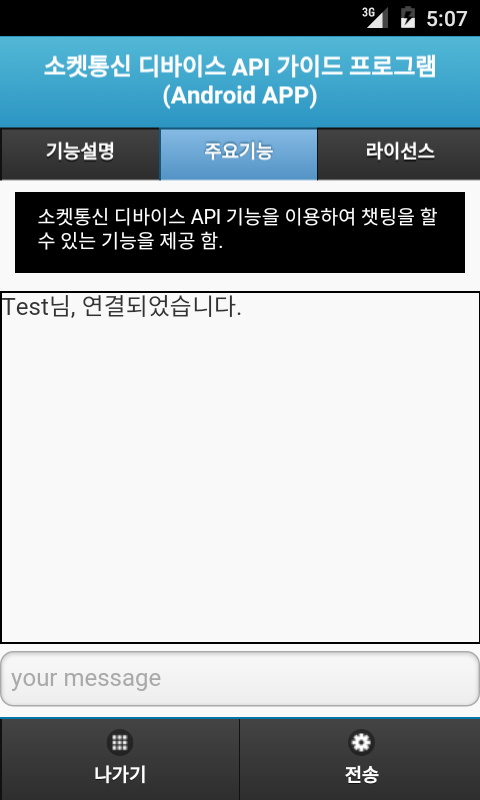 3G 5:07
소켓통신 디바이스 API 가이드 프로그램
(Android APP)
기능설명 주요기능 라이선스
소켓통신 디바이스 API 기능을 이용하여 챗팅을 할
수 있는 기능을 제공 함.
Test님, 연결되었습니다.
your message
나가기 전송